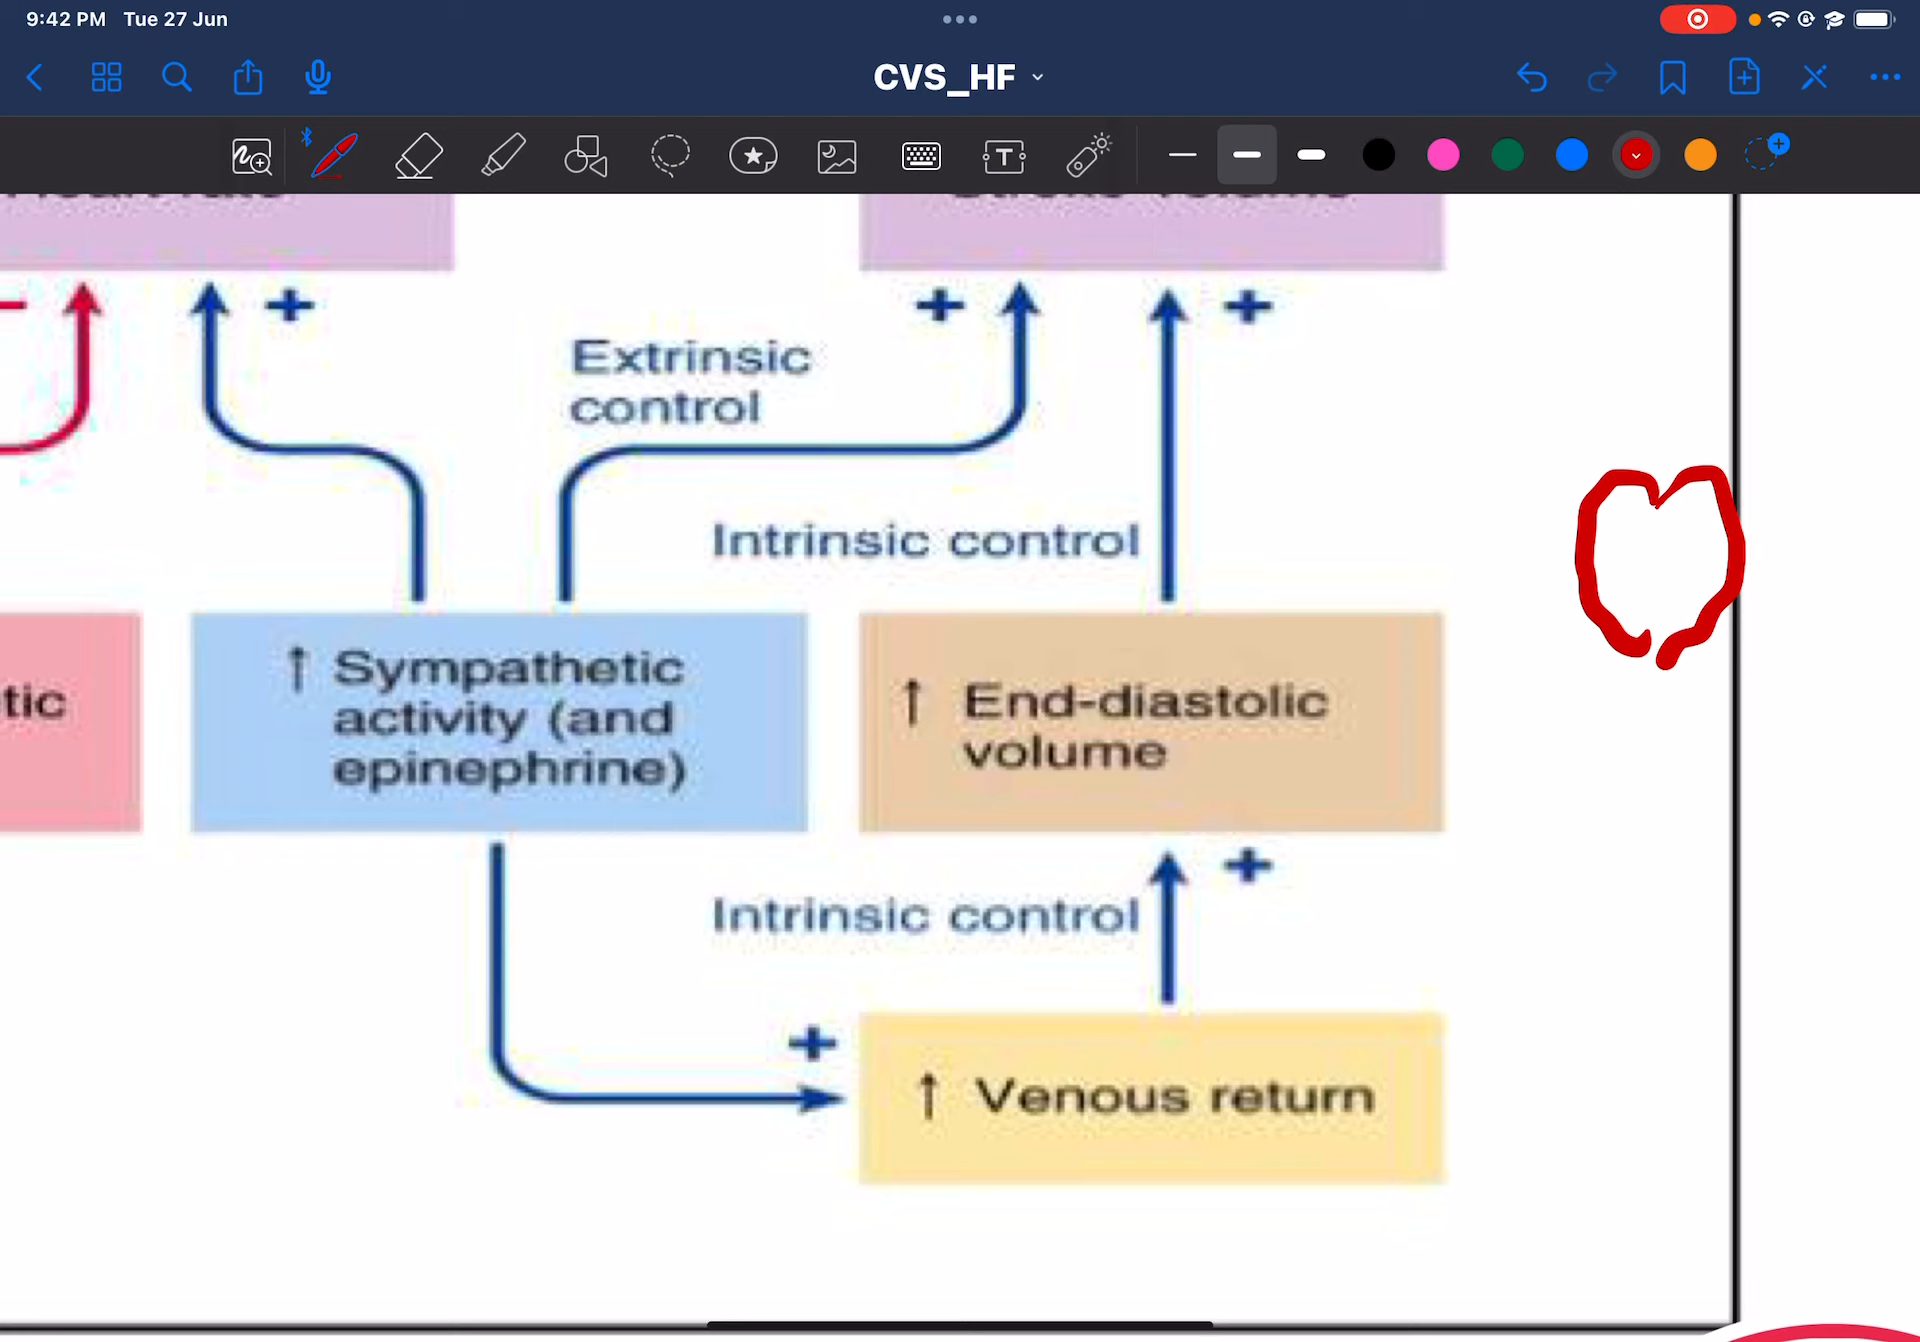 9:42 PM Tue 27 Jun
CVS_HF
Extrinsic
control
Intrinsic control
tic
↑ Sympathetic
activity (and
epinephrine)
↑ End-diastolic
volume
Intrinsic control
↑ Venous return